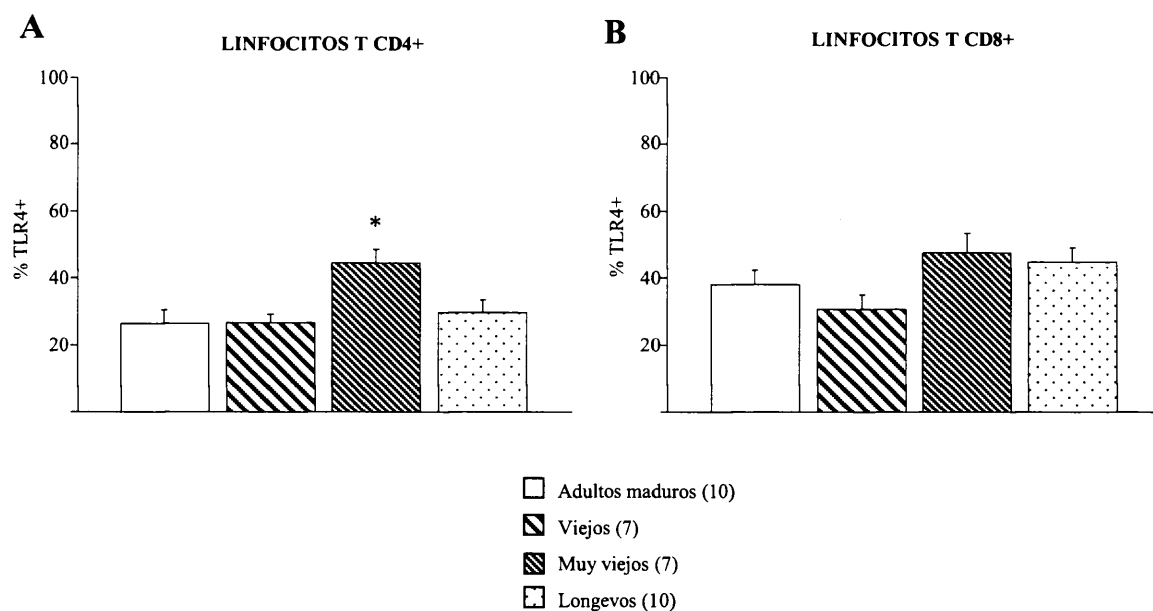 A
LINFOCITOS T CD4+
100
80
60
40
20
% TLR4+
*
B
LINFOCITOS T CD8+
100
80
60
40
20
% TLR4+
Adultos maduros (10)
Viejos (7)
Muy viejos (7)
Longevos (10)